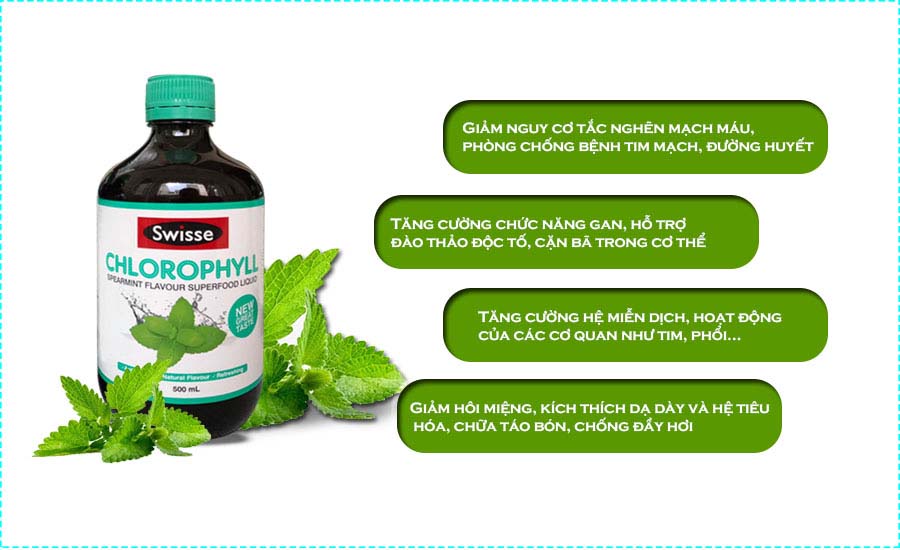 Swisse
CHLOROPHYLL
SPEARMINT FLAVOUR SUPERFOOD LIQUID
NEW
GREAT
TASTE
Natural Flavour - Refreshing
500 mL
GIẢM NGUY CƠ TẮC NGHẼN MẠCH MÁU,
PHÒNG CHỐNG BỆNH TIM MẠCH, ĐƯỜNG HUYẾT
TĂNG CƯỜNG CHỨC NĂNG GAN, HỖ TRỢ
ĐÀO THẢO ĐỘC TỐ, CẶN BÃ TRONG CƠ THỂ
TĂNG CƯỜNG HỆ MIỄN DỊCH, HOẠT ĐỘNG
CỦA CÁC CƠ QUAN NHƯ TIM, PHỔI...
GIẢM HÔI MIỆNG, KÍCH THÍCH DẠ DÀY VÀ HỆ TIÊU
HÓA, CHỮA TÁO BÓN, CHỐNG ĐẦY HƠI